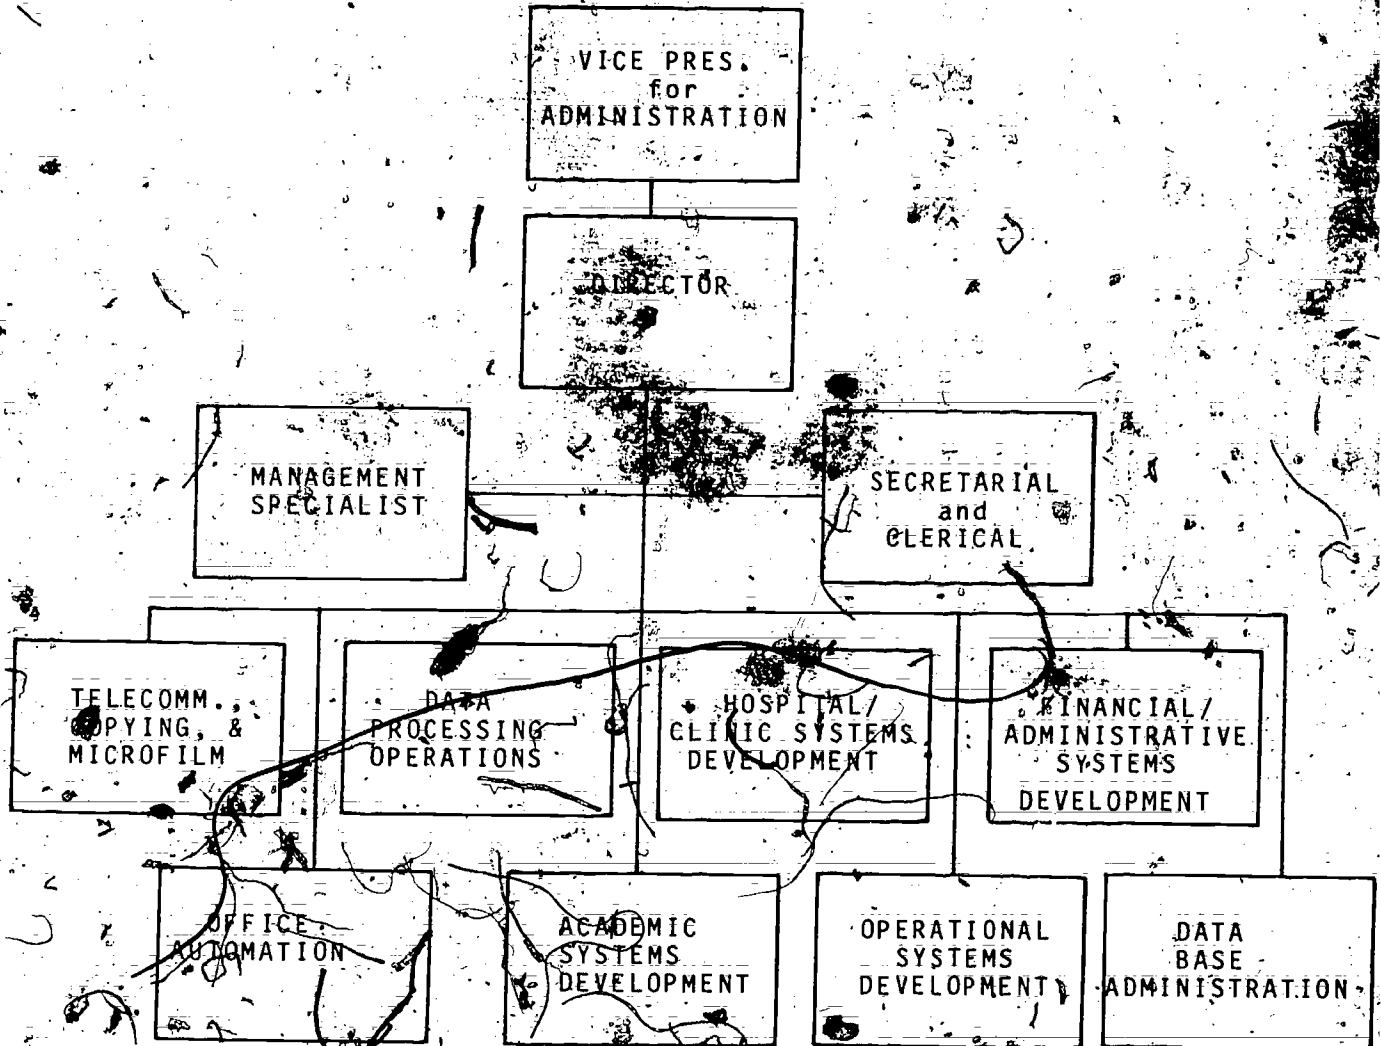 VICE PRES.
for
ADMINISTRATION
DIRECTOR
MANAGEMENT
SPECIALIST
SECRETARIAL
and
CLERICAL
TELECOMM.,
COPYING, &
MICROFILM
DATA
PROCESSING
OPERATIONS
HOSPITAL/
CLINIC SYSTEMS
DEVELOPMENT
FINANCIAL/
ADMINISTRATIVE
SYSTEMS
DEVELOPMENT
OFFICE
AUTOMATION
ACADEMIC
SYSTEMS
DEVELOPMENT
OPERATIONAL
SYSTEMS
DEVELOPMENT
DATA
BASE
ADMINISTRATION